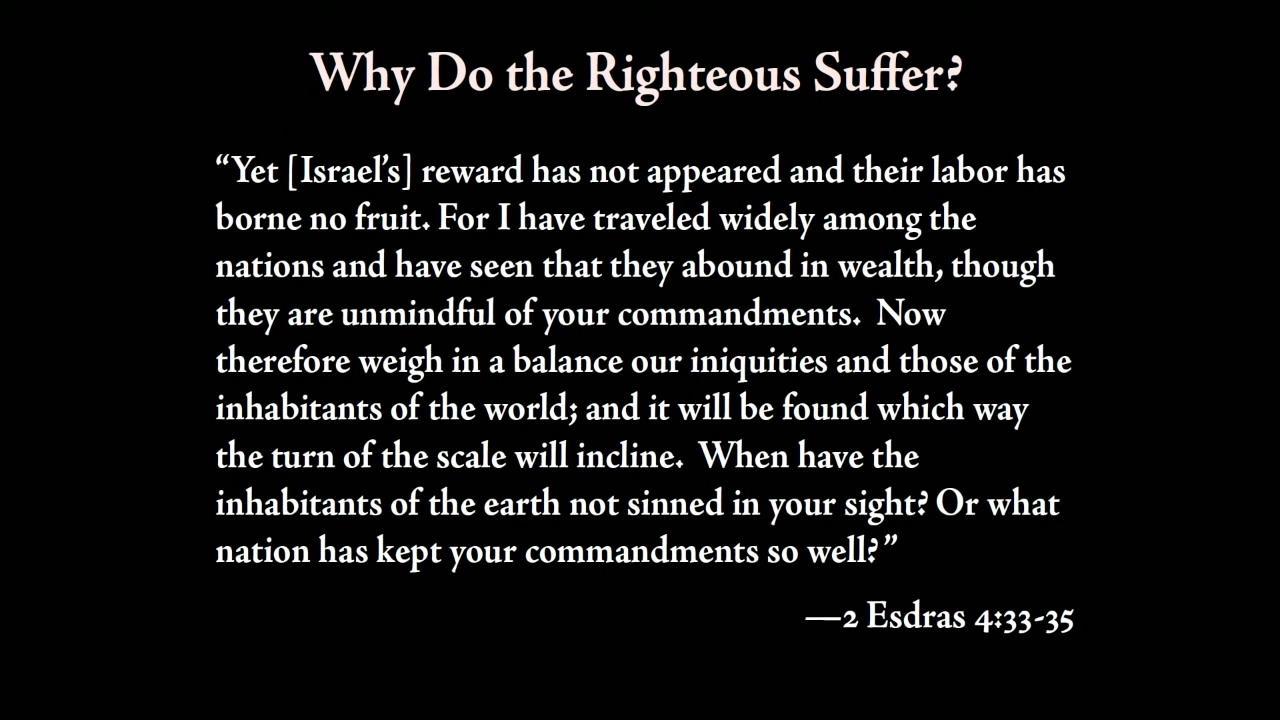 Why Do the Righteous Suffer?
“Yet [Israel’s] reward has not appeared and their labor has
borne no fruit. For I have traveled widely among the
nations and have seen that they abound in wealth, though
they are unmindful of your commandments.  Now
therefore weigh in a balance our iniquities and those of the
inhabitants of the world; and it will be found which way
the turn of the scale will incline.  When have the
inhabitants of the earth not sinned in your sight? Or what
nation has kept your commandments so well?”
—2 Esdras 4:33-35